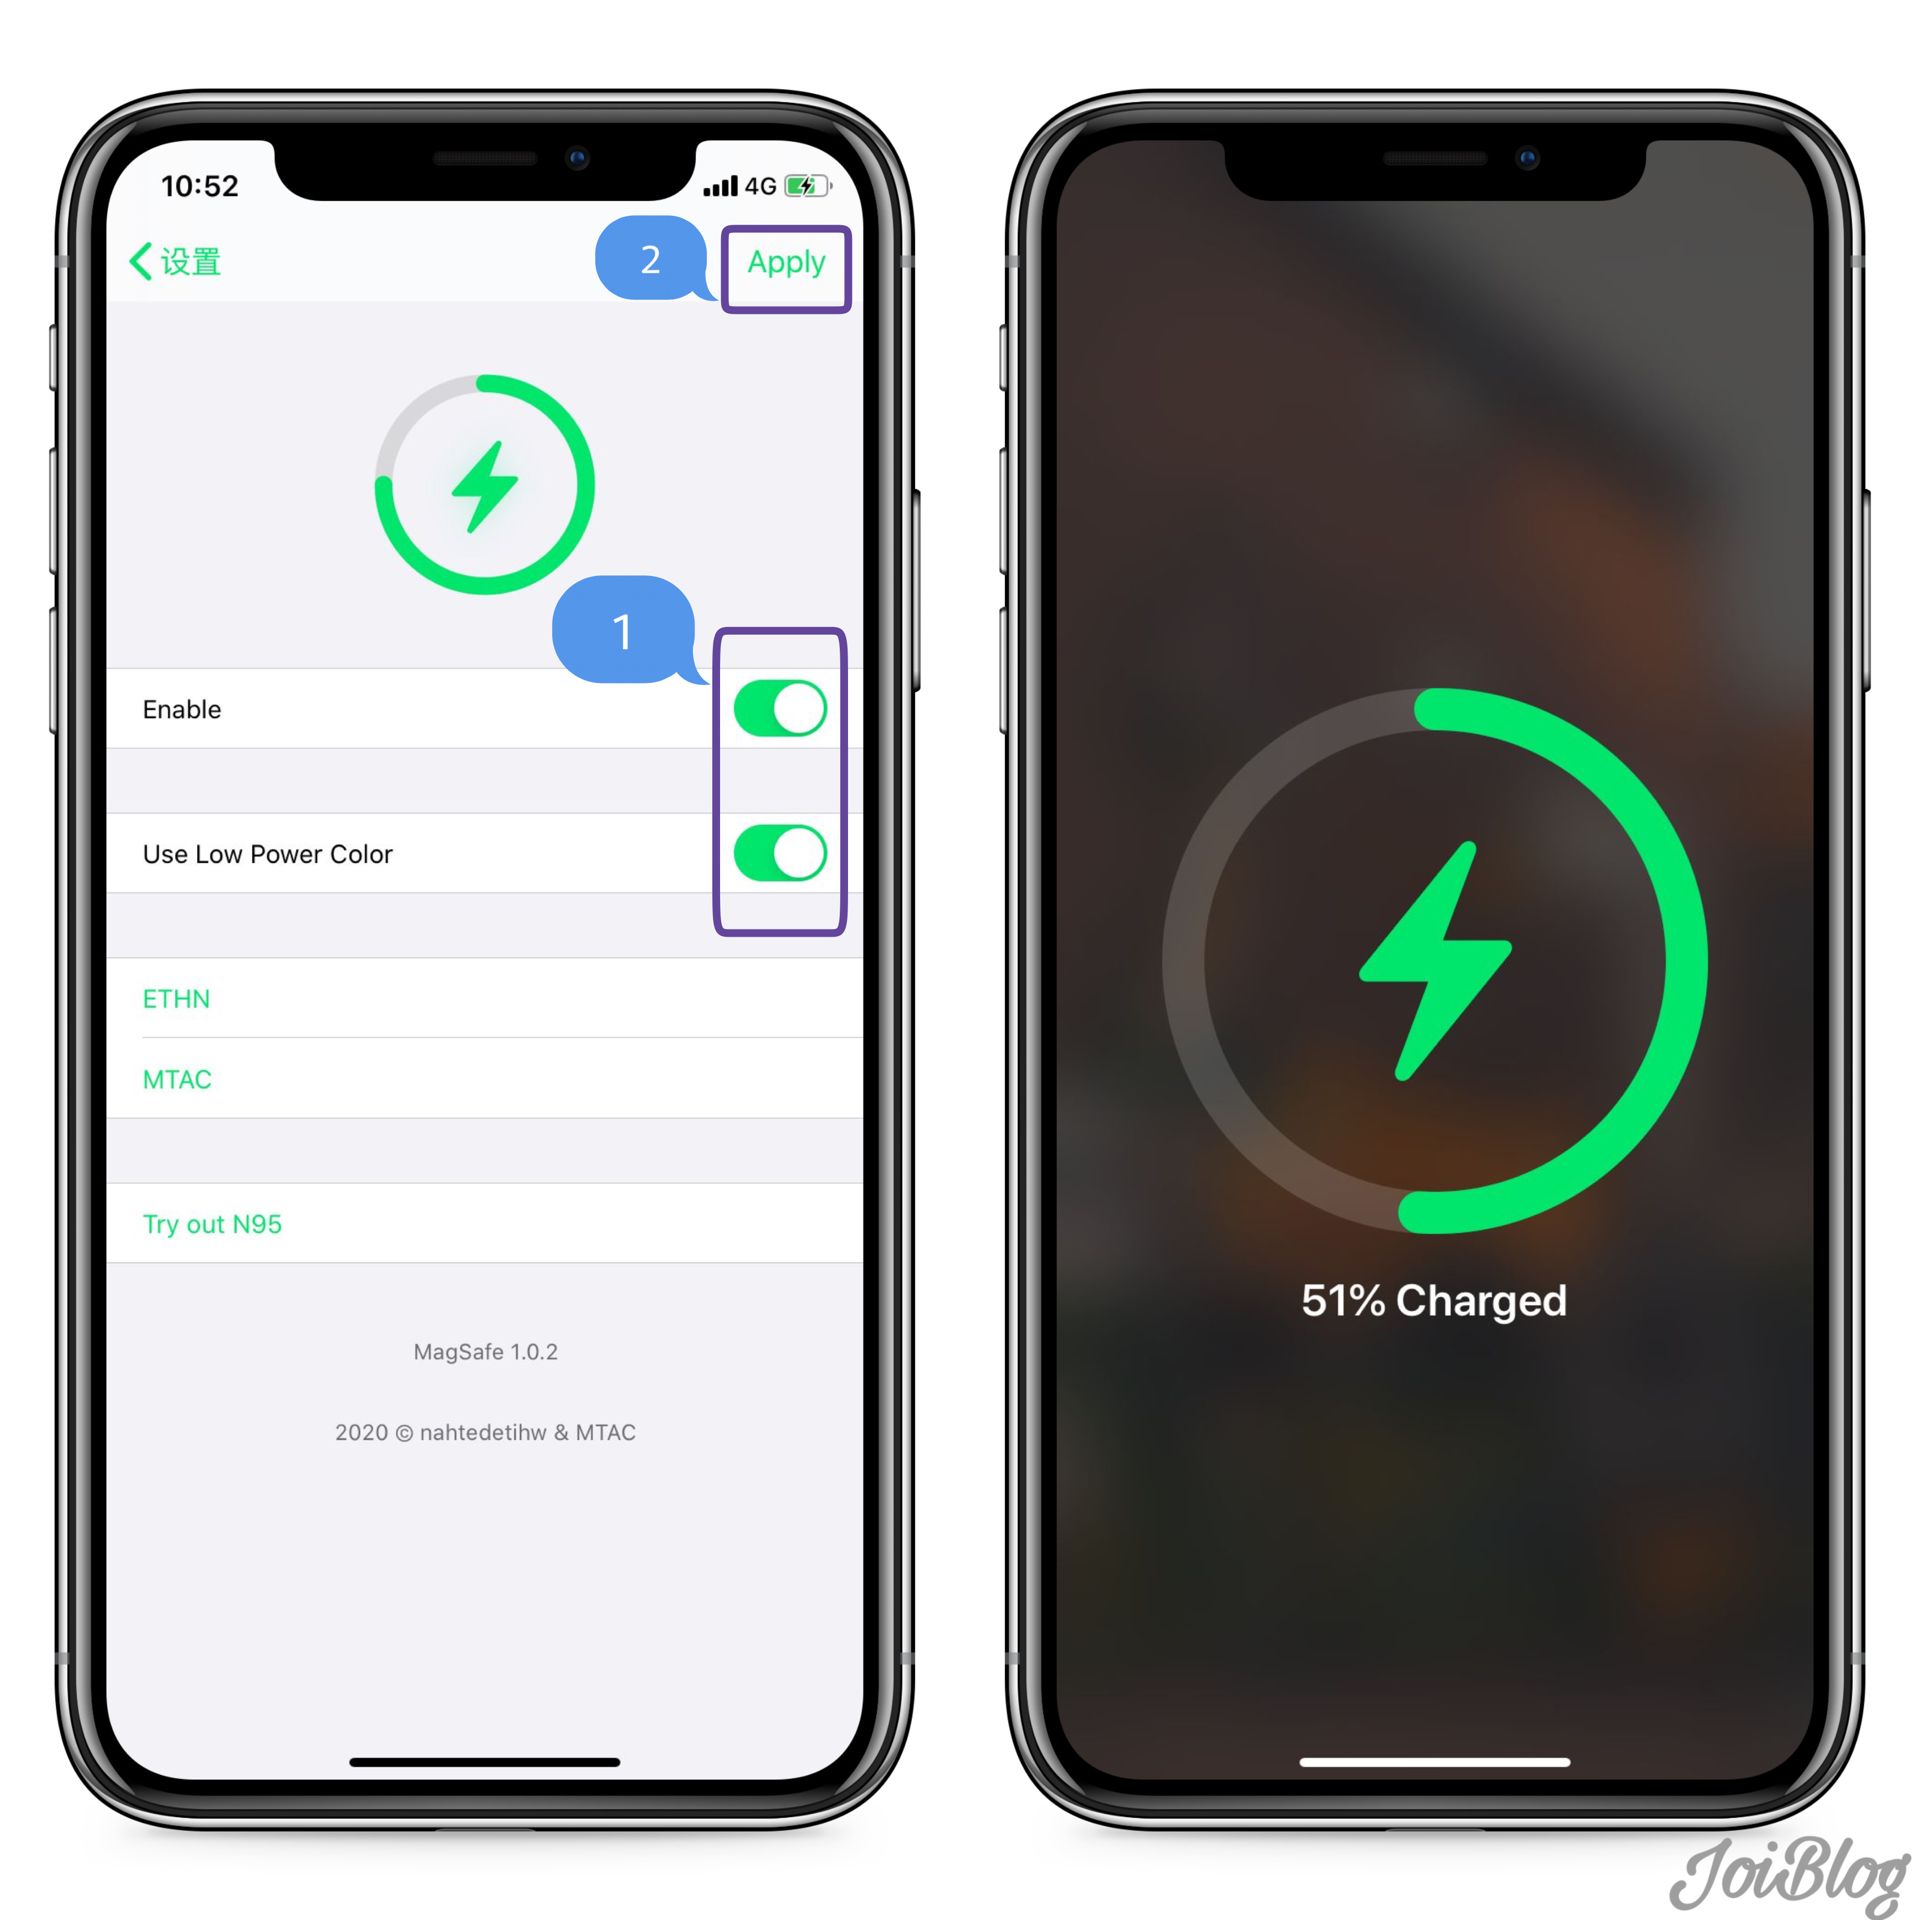 10:52
4G
设置
2
Apply
1
Enable
Use Low Power Color
ETHN
MTAC
Try out N95
MagSafe 1.0.2
2020 © nahtedetihw & MTAC
51% Charged
JoiBlog